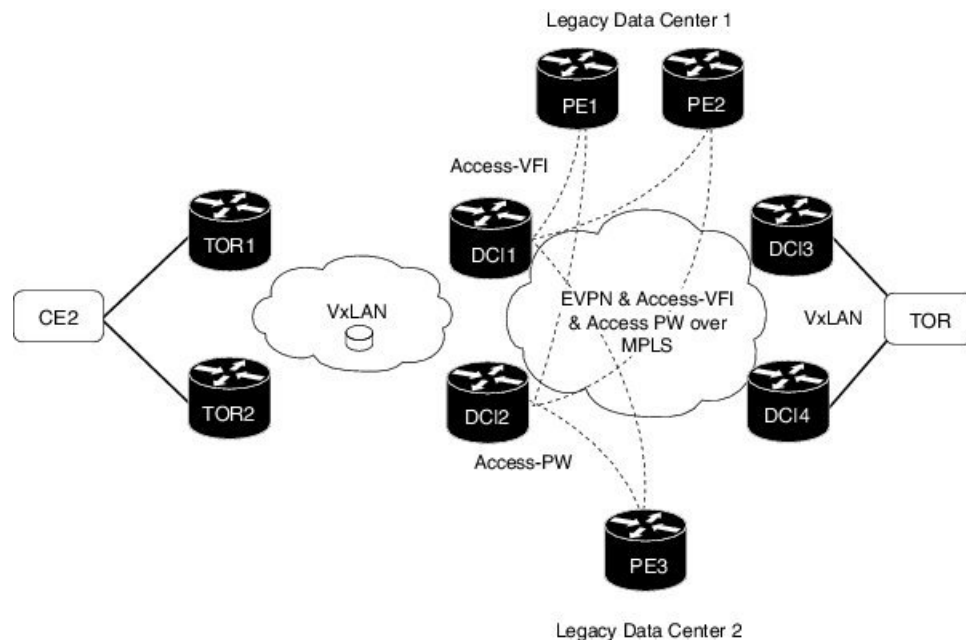 Legacy Data Center 1
PE1
PE2
Access-VFI
TOR1
DCI1
DCI3
CE2
VxLAN
EVPN & Access-VFI
& Access PW over
MPLS
VxLAN
TOR
TOR2
DCI2
DCI4
Access-PW
PE3
Legacy Data Center 2